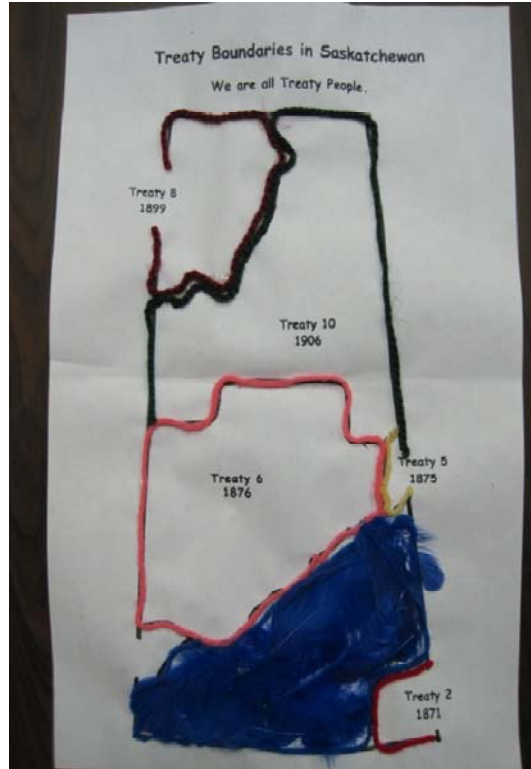 Treaty Boundaries in Saskatchewan
We are all Treaty People.
Treaty 8
1899
Treaty 10
1906
Treaty 5
1875
Treaty 6
1876
Treaty 2
1871